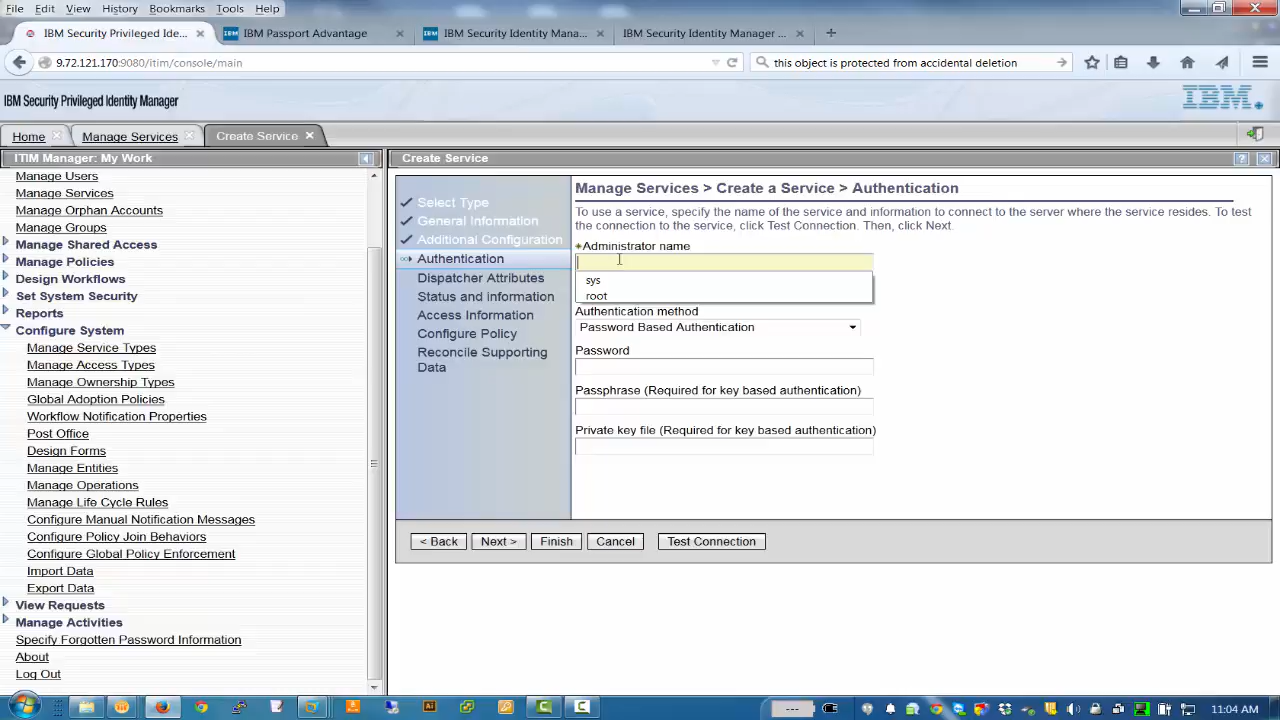 File Edit View History Bookmarks Tools Help
IBM Security Privileged Ide... × IBM Passport Advantage × IBM Security Identity Mana... × IBM Security Identity Manager ... × +
9.72.121.170:9080/itim/console/main this object is protected from accidental deletion
IBM Security Privileged Identity Manager IBM.
Home Manage Services Create Service ×
ITIM Manager: My Work
Manage Users
Manage Services
Manage Orphan Accounts
Manage Groups
Manage Shared Access
Manage Policies
Design Workflows
Set System Security
Reports
Configure System
Manage Service Types
Manage Access Types
Manage Ownership Types
Global Adoption Policies
Workflow Notification Properties
Post Office
Design Forms
Manage Entities
Manage Operations
Manage Life Cycle Rules
Configure Manual Notification Messages
Configure Policy Join Behaviors
Configure Global Policy Enforcement
Import Data
Export Data
View Requests
Manage Activities
Specify Forgotten Password Information
About
Log Out
Create Service
Select Type
General Information
Additional Configuration
Authentication
Dispatcher Attributes
Status and information
Access Information
Configure Policy
Reconcile Supporting
Data
Manage Services > Create a Service > Authentication
To use a service, specify the name of the service and information to connect to the server where the service resides. To test
the connection to the service, click Test Connection. Then, click Next.
Administrator name
sys
root
Authentication method
Password Based Authentication
Password
Passphrase (Required for key based authentication)
Private key file (Required for key based authentication)
< Back Next > Finish Cancel Test Connection
11:04 AM